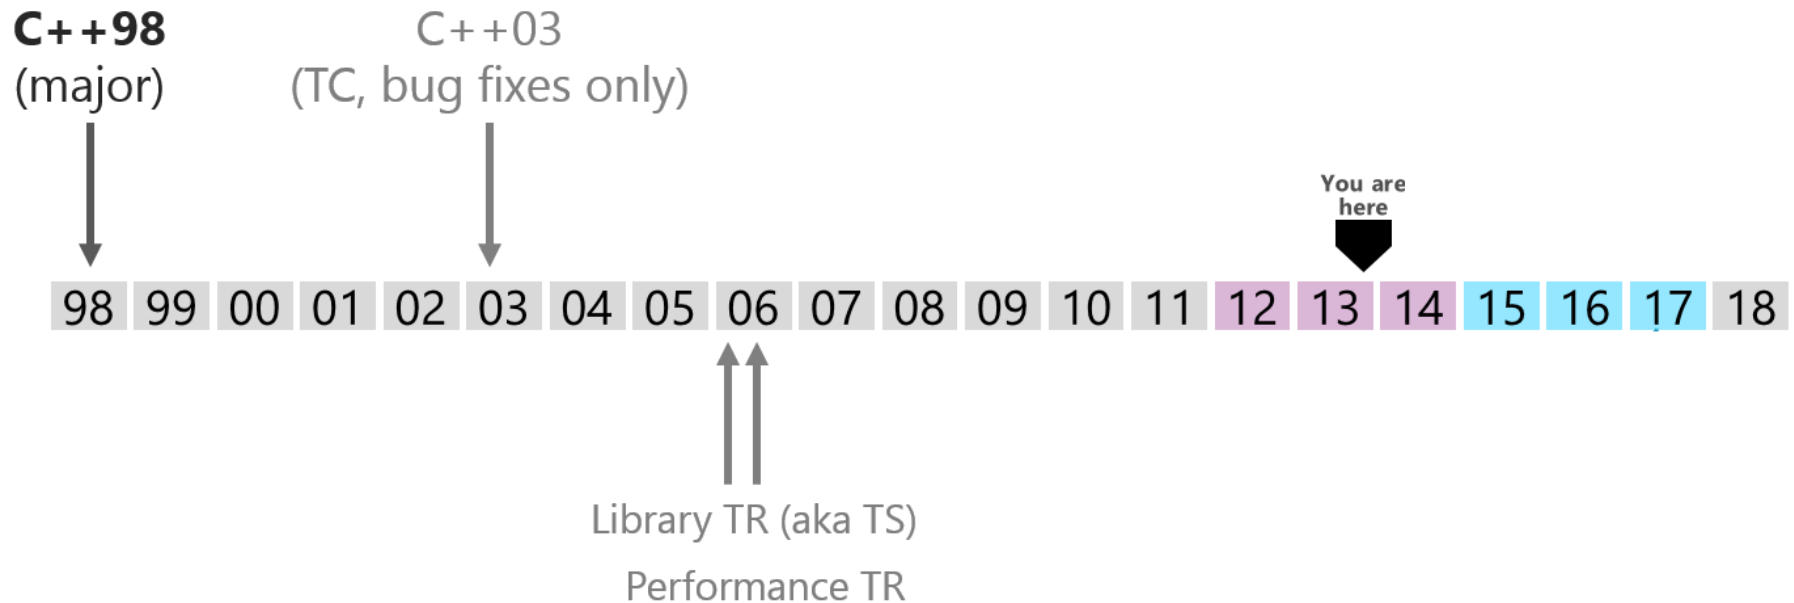 C++98
(major)
C++03
(TC, bug fixes only)
You are
here
98 99 00 01 02 03 04 05 06 07 08 09 10 11 12 13 14 15 16 17 18
Library TR (aka TS)
Performance TR